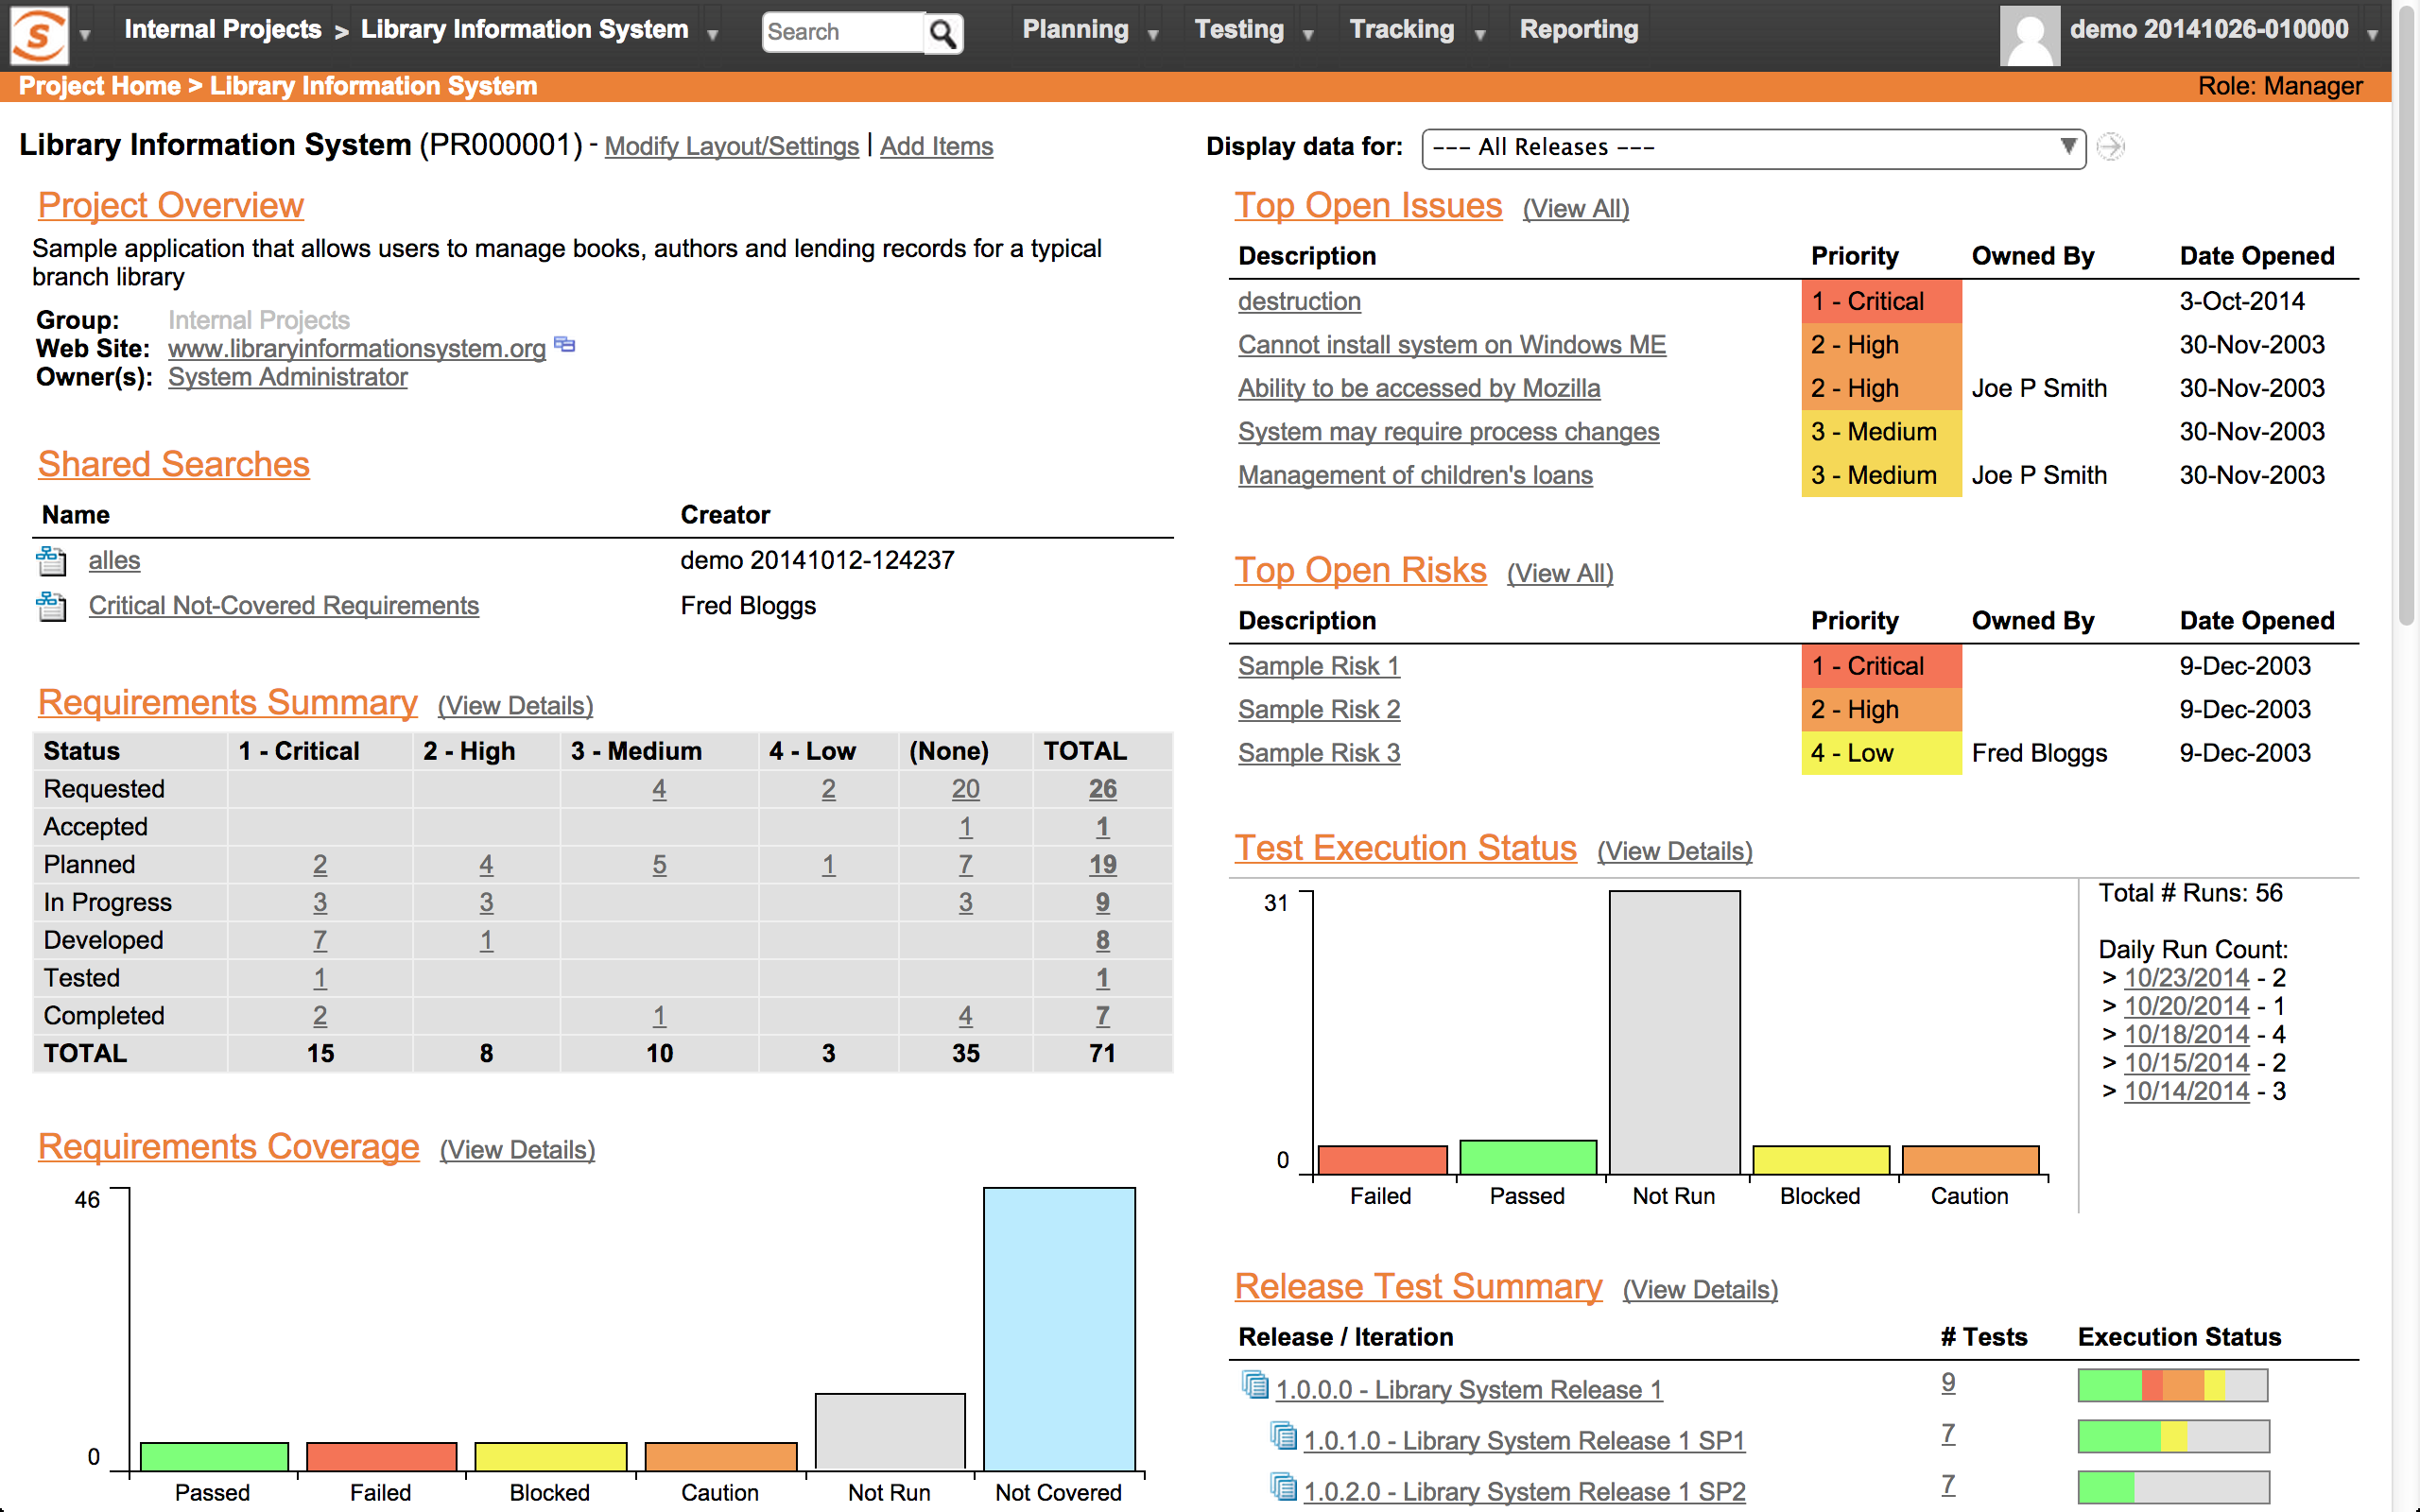 Internal Projects > Library Information System
Search
Planning Testing Tracking Reporting
demo 20141026-010000
Project Home > Library Information System
Role: Manager
Library Information System (PR000001) - Modify Layout/Settings | Add Items
Display data for: --- All Releases ---
Project Overview
Sample application that allows users to manage books, authors and lending records for a typical
branch library
Group: Internal Projects
Web Site: www.libraryinformationsystem.org
Owner(s): System Administrator
Shared Searches
Name Creator
alles demo 20141012-124237
Critical Not-Covered Requirements Fred Bloggs
Requirements Summary (View Details)
Status 1 - Critical 2 - High 3 - Medium 4 - Low (None) TOTAL
Requested 4 2 20 26
Accepted 1 1
Planned 2 4 5 1 7 19
In Progress 3 3 3 9
Developed 7 1 8
Tested 1 1
Completed 2 1 4 7
TOTAL 15 8 10 3 35 71
Requirements Coverage (View Details)
46
0
Passed Failed Blocked Caution Not Run Not Covered
Top Open Issues (View All)
Description Priority Owned By Date Opened
destruction 1 - Critical 3-Oct-2014
Cannot install system on Windows ME 2 - High 30-Nov-2003
Ability to be accessed by Mozilla 2 - High Joe P Smith 30-Nov-2003
System may require process changes 3 - Medium 30-Nov-2003
Management of children's loans 3 - Medium Joe P Smith 30-Nov-2003
Top Open Risks (View All)
Description Priority Owned By Date Opened
Sample Risk 1 1 - Critical 9-Dec-2003
Sample Risk 2 2 - High 9-Dec-2003
Sample Risk 3 4 - Low Fred Bloggs 9-Dec-2003
Test Execution Status (View Details)
31
0
Failed Passed Not Run Blocked Caution
Total # Runs: 56
Daily Run Count:
> 10/23/2014 - 2
> 10/20/2014 - 1
> 10/18/2014 - 4
> 10/15/2014 - 2
> 10/14/2014 - 3
Release Test Summary (View Details)
Release / Iteration # Tests Execution Status
1.0.0.0 - Library System Release 1 9
1.0.1.0 - Library System Release 1 SP1 7
1.0.2.0 - Library System Release 1 SP2 7